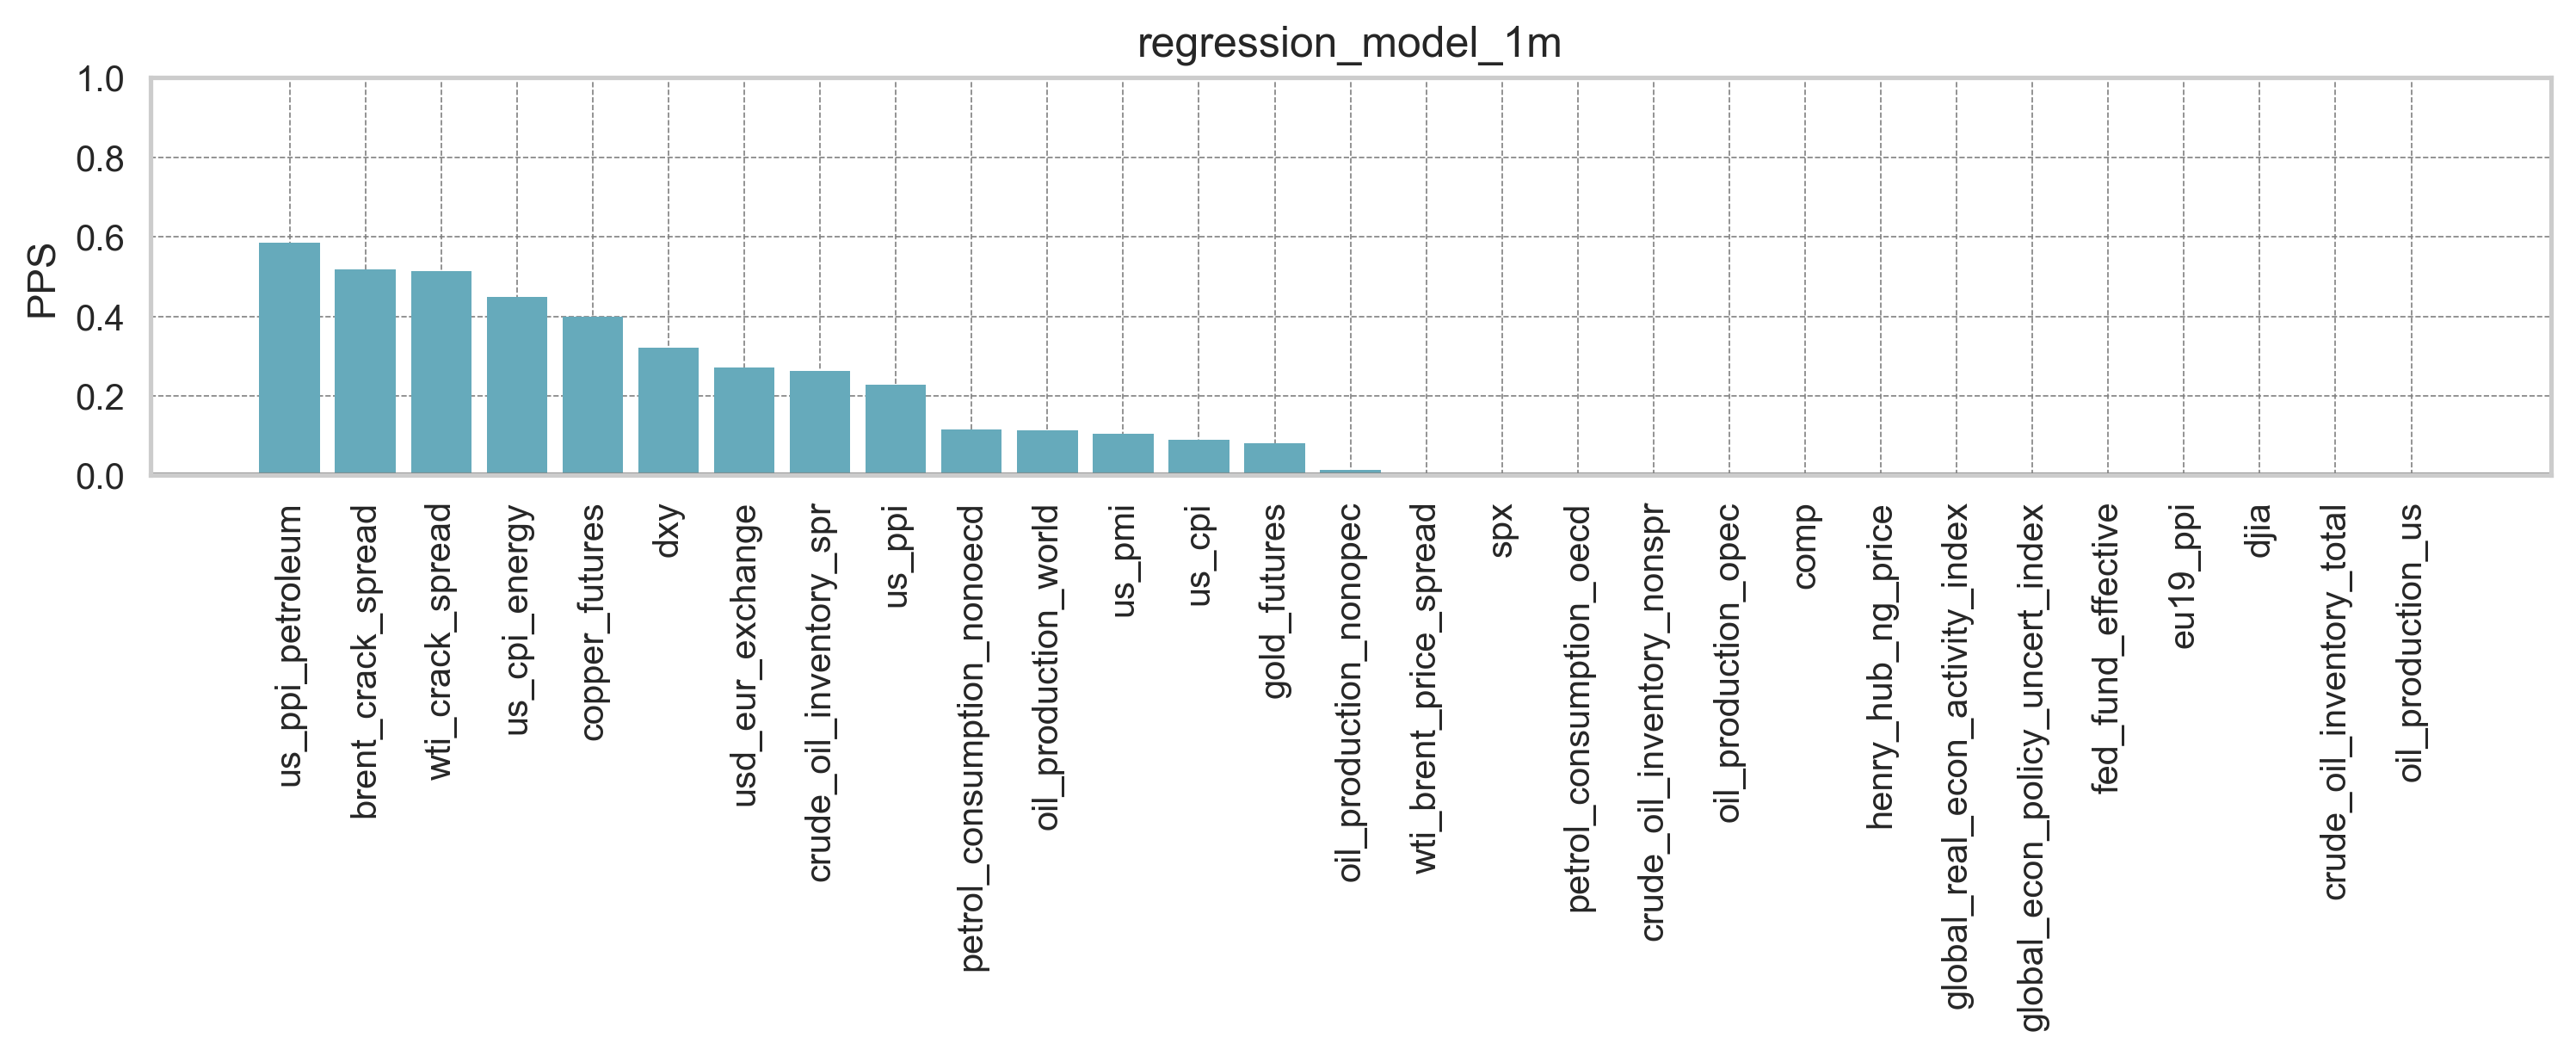 regression_model_1m
1.0
0.8
0.6
0.4
0.2
0.0
PPS
us_ppi_petroleum
brent_crack_spread
wti_crack_spread
us_cpi_energy
copper_futures
dxy
usd_eur_exchange
crude_oil_inventory_spr
us_ppi
petrol_consumption_nonoecd
oil_production_world
us_pmi
us_cpi
gold_futures
oil_production_nonopec
wti_brent_price_spread
spx
petrol_consumption_oecd
crude_oil_inventory_nonspr
oil_production_opec
comp
henry_hub_ng_price
global_real_econ_activity_index
global_econ_policy_uncert_index
fed_fund_effective
eu19_ppi
djia
crude_oil_inventory_total
oil_production_us